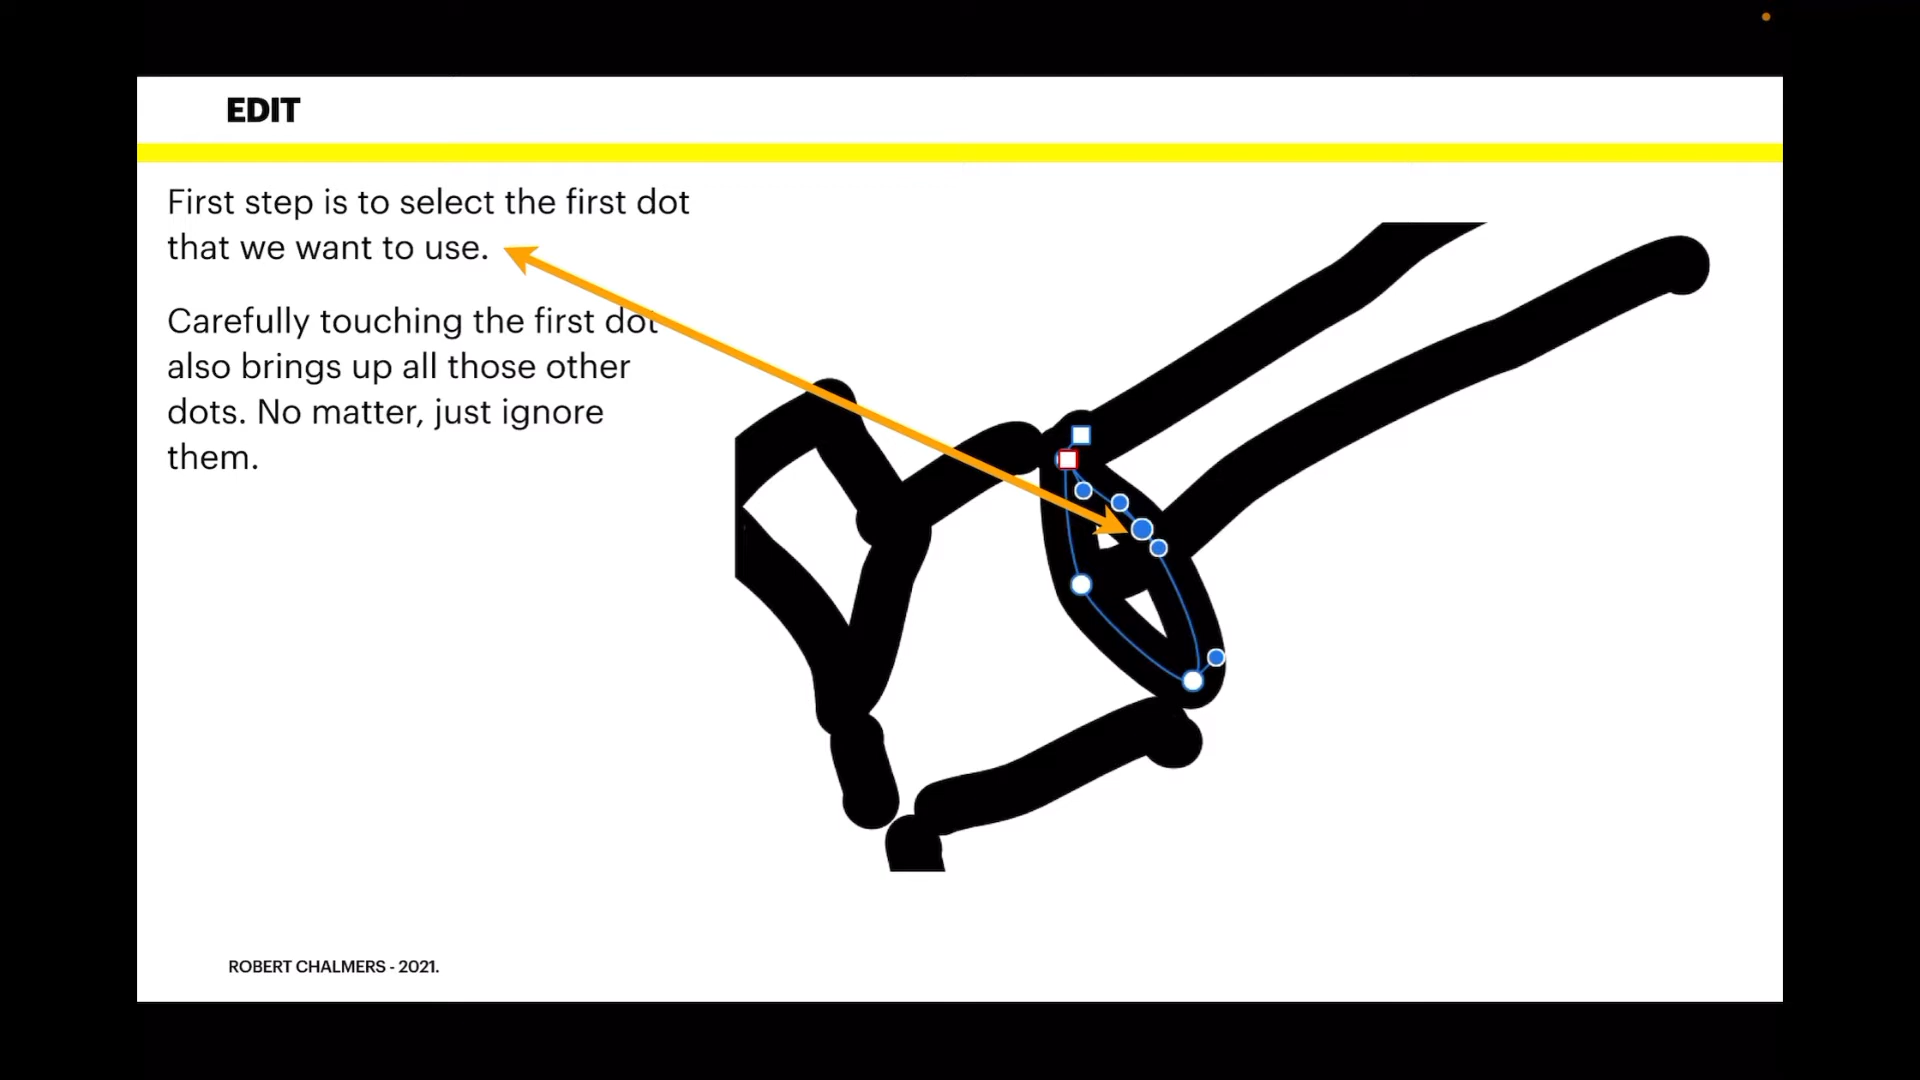 EDIT
First step is to select the first dot
that we want to use.
Carefully touching the first dot
also brings up all those other
dots. No matter, just ignore
them.
ROBERT CHALMERS - 2021.